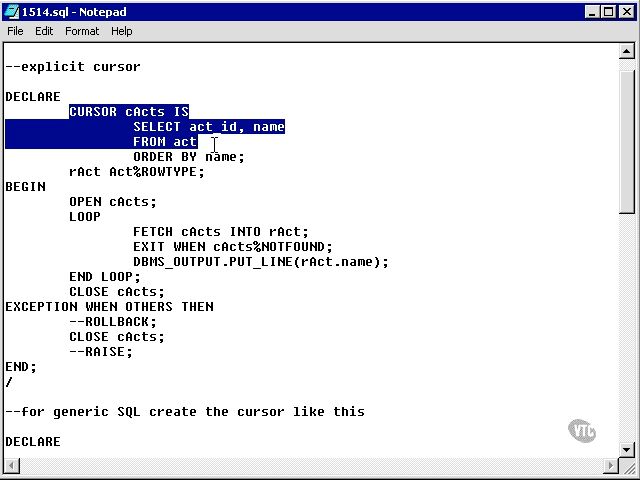 1514.sql - Notepad
File Edit Format Help
--explicit cursor
DECLARE
CURSOR cActs IS
SELECT act_id, name
FROM act
ORDER BY name;
rAct Act%ROWTYPE;
BEGIN
OPEN cActs;
LOOP
FETCH cActs INTO rAct;
EXIT WHEN cActs%NOTFOUND;
DBMS_OUTPUT.PUT_LINE(rAct.name);
END LOOP;
CLOSE cActs;
EXCEPTION WHEN OTHERS THEN
--ROLLBACK;
CLOSE cActs;
--RAISE;
END;
/
--for generic SQL create the cursor like this
DECLARE
VTC